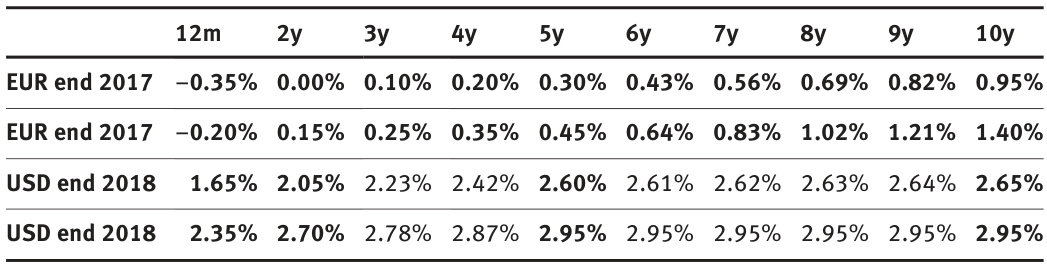 12m 2y 3y 4y 5y 6y 7y 8y 9y 10y
EUR end 2017 −0.35% 0.00% 0.10% 0.20% 0.30% 0.43% 0.56% 0.69% 0.82% 0.95%
EUR end 2017 −0.20% 0.15% 0.25% 0.35% 0.45% 0.64% 0.83% 1.02% 1.21% 1.40%
USD end 2018 1.65% 2.05% 2.23% 2.42% 2.60% 2.61% 2.62% 2.63% 2.64% 2.65%
USD end 2018 2.35% 2.70% 2.78% 2.87% 2.95% 2.95% 2.95% 2.95% 2.95% 2.95%